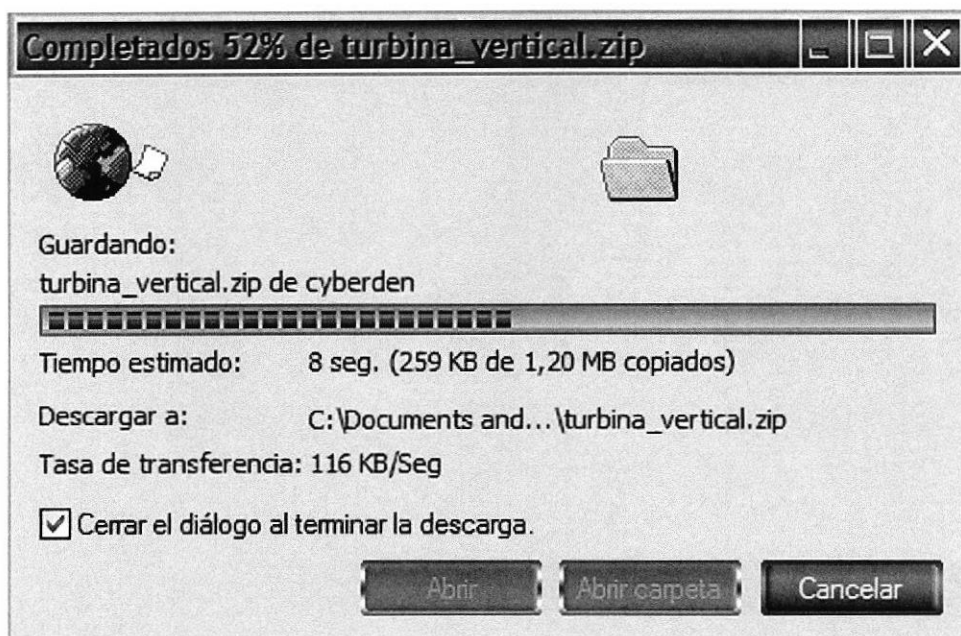 Completados 52% de turbina_vertical.zip
Guardando:
turbina_vertical.zip de cyberden
Tiempo estimado: 8 seg. (259 KB de 1,20 MB copiados)
Descargar a: C:\Documents and...\turbina_vertical.zip
Tasa de transferencia: 116 KB/Seg
Cerrar el diálogo al terminar la descarga.
Abrir Abrir carpeta Cancelar